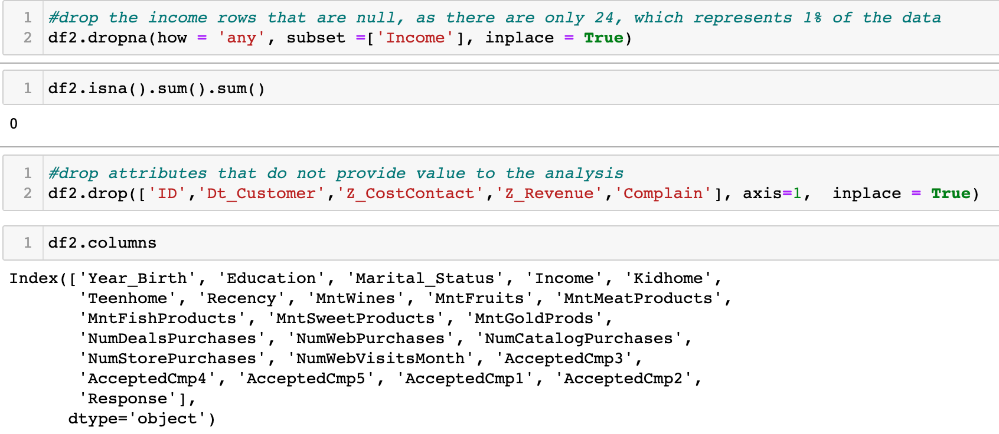 1 #drop the income rows that are null, as there are only 24, which represents 1% of the data
2 df2.dropna(how = 'any', subset =['Income'], inplace = True)
1 df2.isna().sum().sum()
0
1 #drop attributes that do not provide value to the analysis
2 df2.drop(['ID','Dt_Customer','Z_CostContact','Z_Revenue','Complain'], axis=1,  inplace = True)
1 df2.columns
Index(['Year_Birth', 'Education', 'Marital_Status', 'Income', 'Kidhome',
       'Teenhome', 'Recency', 'MntWines', 'MntFruits', 'MntMeatProducts',
       'MntFishProducts', 'MntSweetProducts', 'MntGoldProds',
       'NumDealsPurchases', 'NumWebPurchases', 'NumCatalogPurchases',
       'NumStorePurchases', 'NumWebVisitsMonth', 'AcceptedCmp3',
       'AcceptedCmp4', 'AcceptedCmp5', 'AcceptedCmp1', 'AcceptedCmp2',
       'Response'],
      dtype='object')